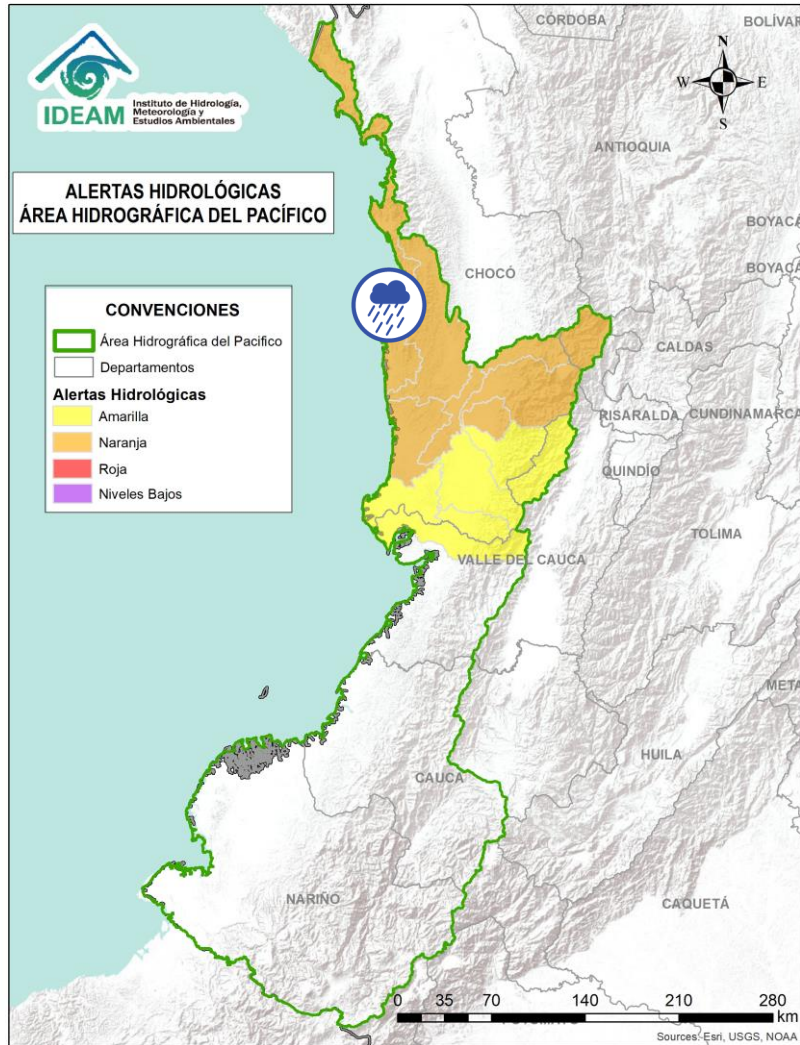 CÓRDOBA
BOLÍVAR
N
W
E
S
IDEAM
Instituto de Hidrología,
Meteorología y
Estudios Ambientales
ANTIOQUIA
ALERTAS HIDROLÓGICAS
ÁREA HIDROGRÁFICA DEL PACÍFICO
BOYACÁ
BOYACÁ
CHOCÓ
CONVENCIONES
Área Hidrográfica del Pacifico
Departamentos
Alertas Hidrológicas
Amarilla
Naranja
Roja
Niveles Bajos
CALDAS
RISARALDA
CUNDINAMARCA
QUINDÍO
TOLIMA
VALLE DEL CAUCA
META
HUILA
CAUCA
NARIÑO
CAQUETÁ
0 35 70 140 210 280
km
Sources: Esri, USGS, NOAA